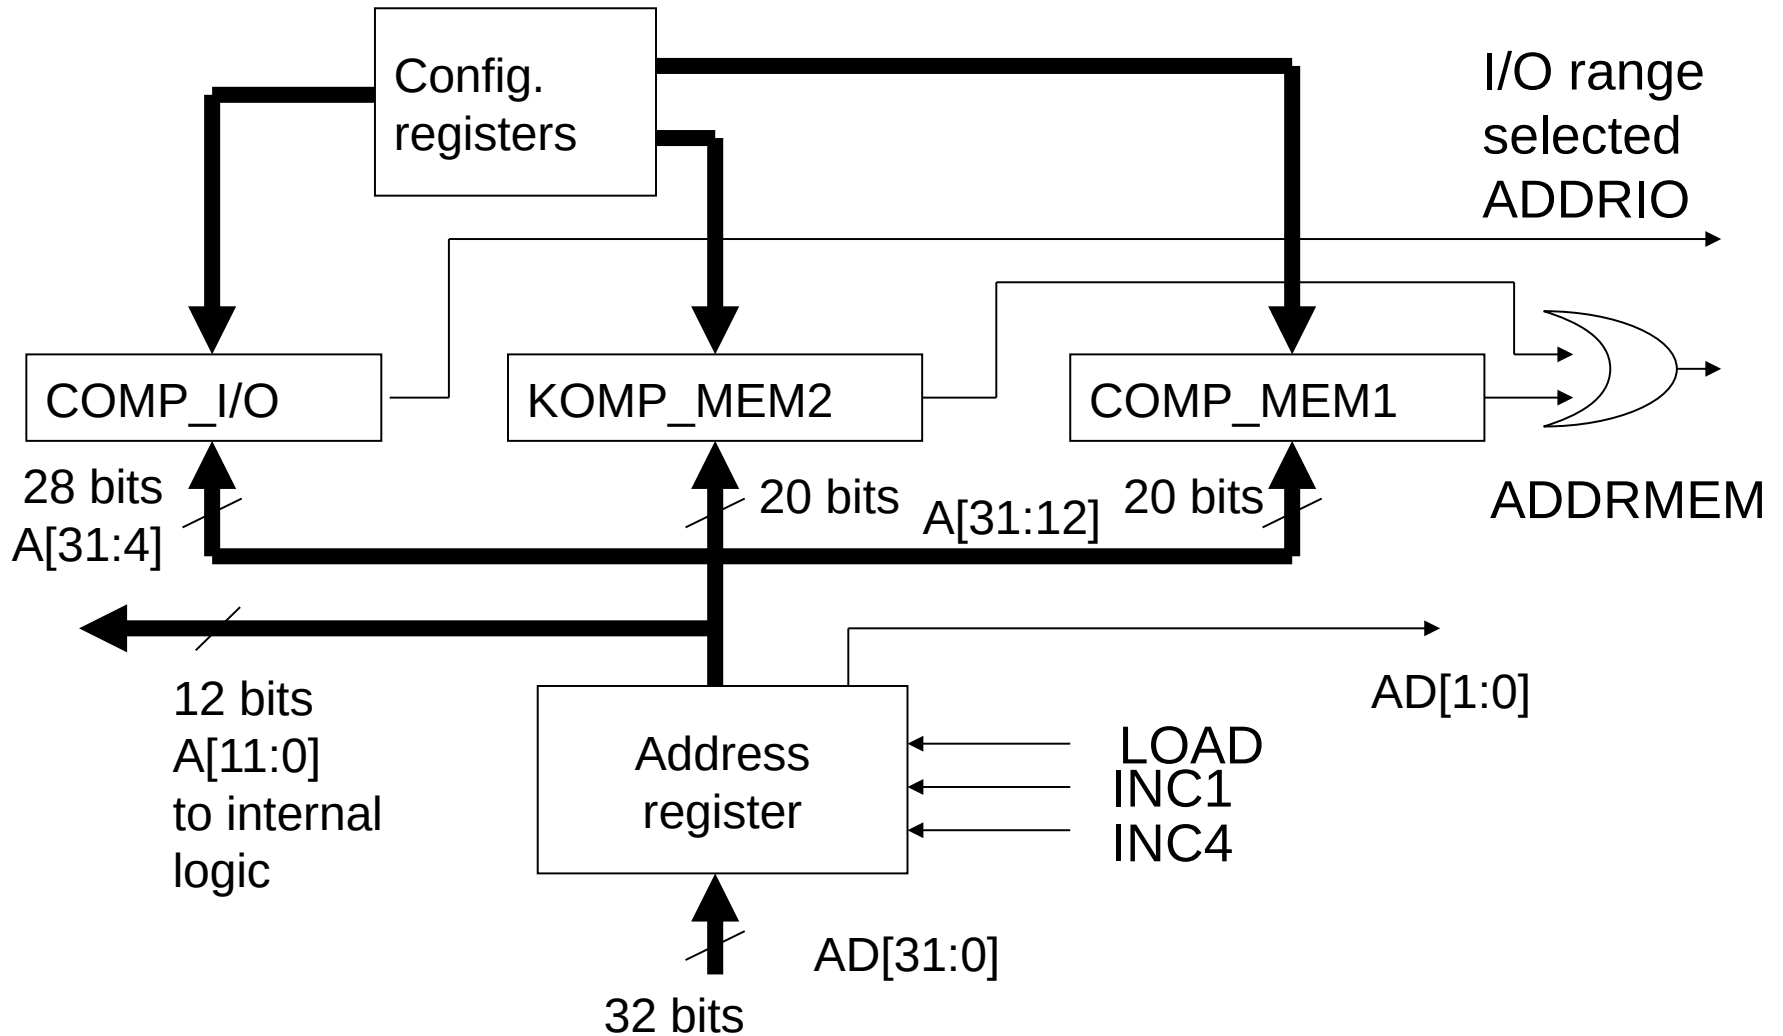 Config.
registers
I/O range
selected
ADDRIO
COMP_I/O
KOMP_MEM2
COMP_MEM1
28 bits
A[31:4]
20 bits
A[31:12]
20 bits
ADDRMEM
12 bits
A[11:0]
to internal
logic
Address
register
AD[1:0]
LOAD
INC1
INC4
AD[31:0]
32 bits